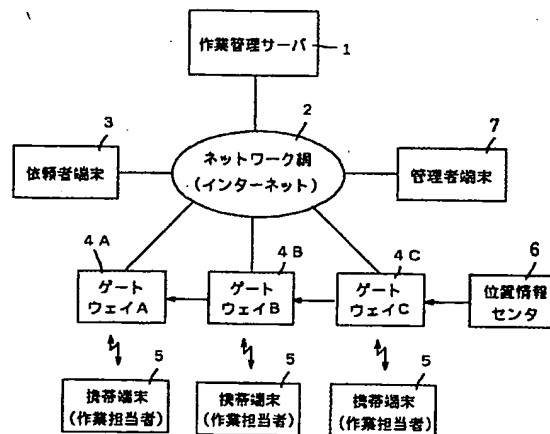 作業管理サーバ
1
3
2
7
依頼者端末
ネットワーク網
(インターネット)
管理者端末
4A
4B
4C
6
ゲート
ウェイA
ゲート
ウェイB
ゲート
ウェイC
位置情報
センタ
5
5
5
携帯端末
(作業担当者)
携帯端末
(作業担当者)
携帯端末
(作業担当者)